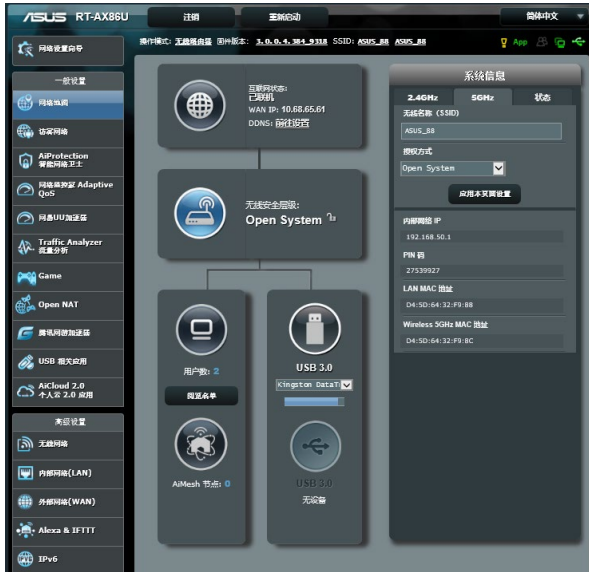 ASUS RT-AX86U 注销 重新启动 简体中文
操作模式: 无线路由器 固件版本: 3.0.0.4.384_9318 SSID: ASUS_88 ASUS_88 App
网络设置向导
一般设置
网络地图
访客网络
AiProtection
智能网络卫士
网络监控家 Adaptive
QoS
网易UU加速器
Traffic Analyzer
流量分析
Game
Open NAT
腾讯网游加速器
USB 相关应用
AiCloud 2.0
个人云 2.0 应用
高级设置
无线网络
内部网络(LAN)
外部网络(WAN)
Alexa & IFTTT
IPv6
互联网状态:
已联机
WAN IP: 10.68.65.61
DDNS: 前往设置
无线安全层级:
Open System
用户数: 2
阅览名单
AiMesh 节点: 0
USB 3.0
Kingston DataT
USB 3.0
无设备
系统信息
2.4GHz 5GHz 状态
无线名称 (SSID)
ASUS_88
授权方式
Open System
应用本页面设置
内部网络 IP
192.168.50.1
PIN 码
27539927
LAN MAC 地址
D4:5D:64:32:F9:88
Wireless 5GHz MAC 地址
D4:5D:64:32:F9:8C